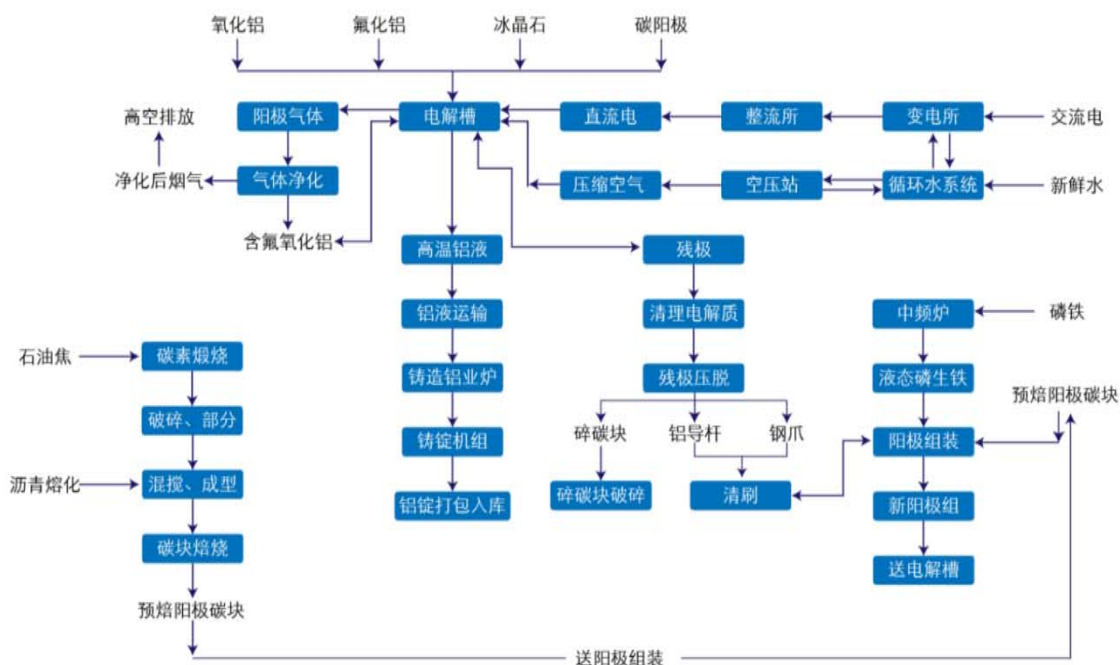 氧化铝
氟化铝
冰晶石
碳阳极
高空排放
阳极气体
电解槽
直流电
整流所
变电所
交流电
净化后烟气
气体净化
压缩空气
空压站
循环水系统
新鲜水
含氟氧化铝
高温铝液
残极
铝液运输
清理电解质
中频炉
磷铁
石油焦
碳素煅烧
铸造铝业炉
残极压脱
液态磷生铁
预焙阳极碳块
破碎、部分
铸锭机组
碎碳块
铝导杆
钢爪
阳极组装
沥青熔化
混搅、成型
铝锭打包入库
碎碳块破碎
清刷
新阳极组
碳块焙烧
送电解槽
预焙阳极碳块
送阳极组装